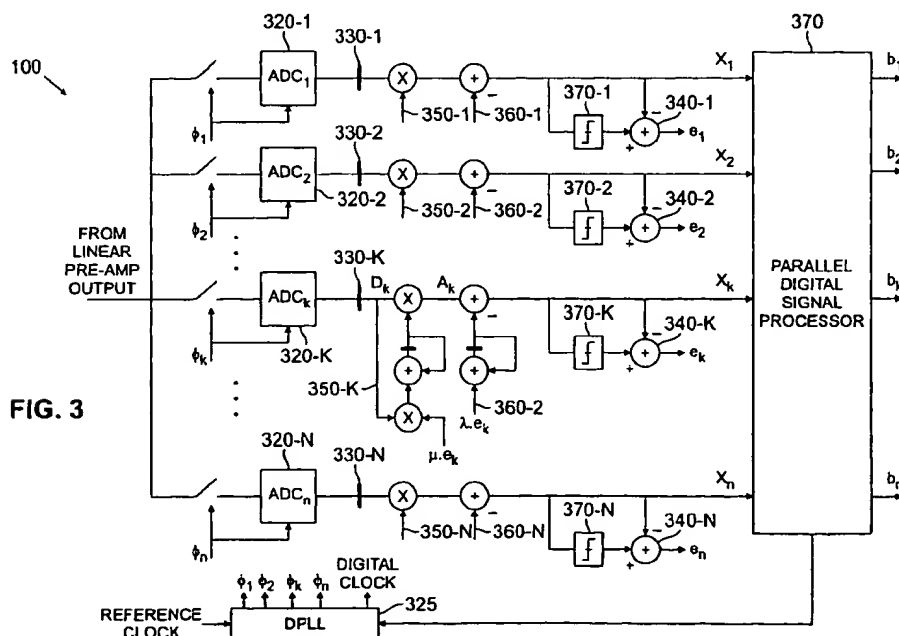 320-1
330-1
370
100
ADC1
X1
b1
350-1
360-1
370-1
340-1
e1
ϕ1
330-2
ADC2
320-2
X2
b2
350-2
360-2
370-2
340-2
e2
ϕ2
FROM
LINEAR
PRE-AMP
OUTPUT
330-K
ADCk
320-K
Dk
Ak
Xk
bk
370-K
340-K
ek
ϕk
350-K
360-2
λ.ek
μ.ek
PARALLEL
DIGITAL
SIGNAL
PROCESSOR
FIG. 3
320-N
330-N
ADCn
Xn
bn
350-N
360-N
370-N
340-N
en
ϕn
ϕ1 ϕ2 ϕk ϕn
DIGITAL
CLOCK
325
REFERENCE
CLOCK
DPLL